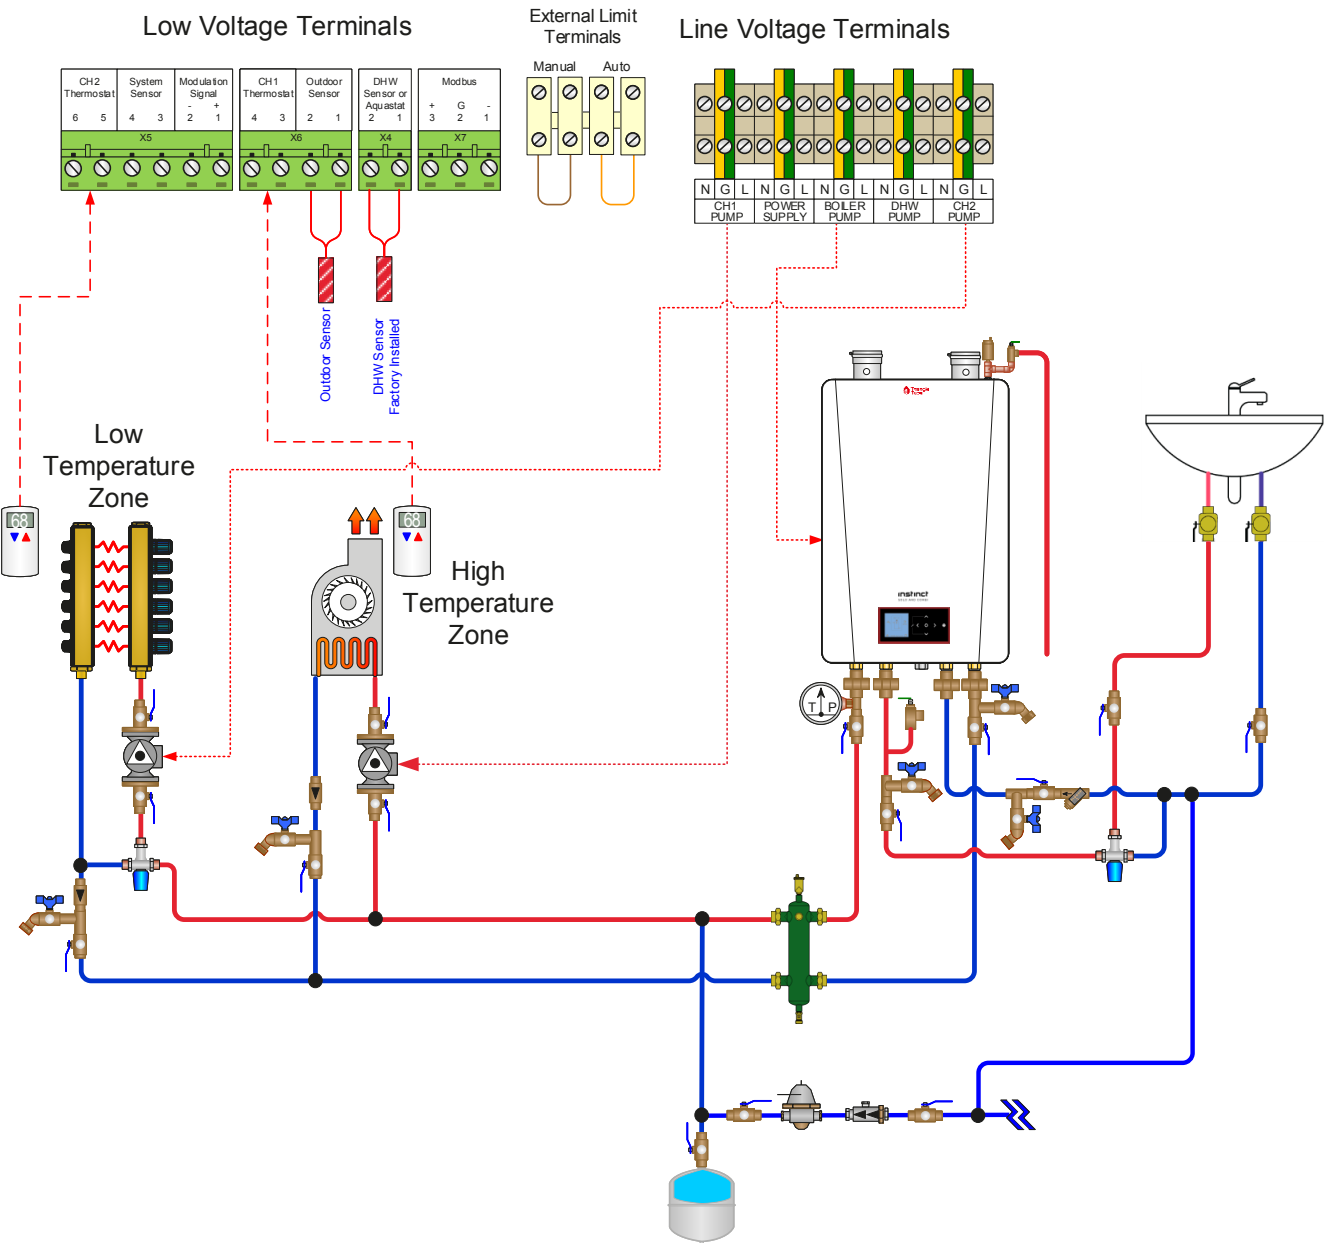 Low Voltage Terminals
External Limit
Terminals
Line Voltage Terminals
Manual
Auto
CH2
Thermostat
6 5
System
Sensor
4 3
Modulation
Signal
- +
2 1
X5
CH1
Thermostat
4 3
Outdoor
Sensor
2 1
X6
DHW
Sensor or
Aquastat
2 1
X4
Modbus
+ G -
3 2 1
X7
N G L N G L N G L N G L N G L
CH1
PUMP
POWER
SUPPLY
BOILER
PUMP
DHW
PUMP
CH2
PUMP
Outdoor Sensor
DHW Sensor
Factory Installed
Low
Temperature
Zone
68
68
High
Temperature
Zone
Triangle
Tube
instinct
T P